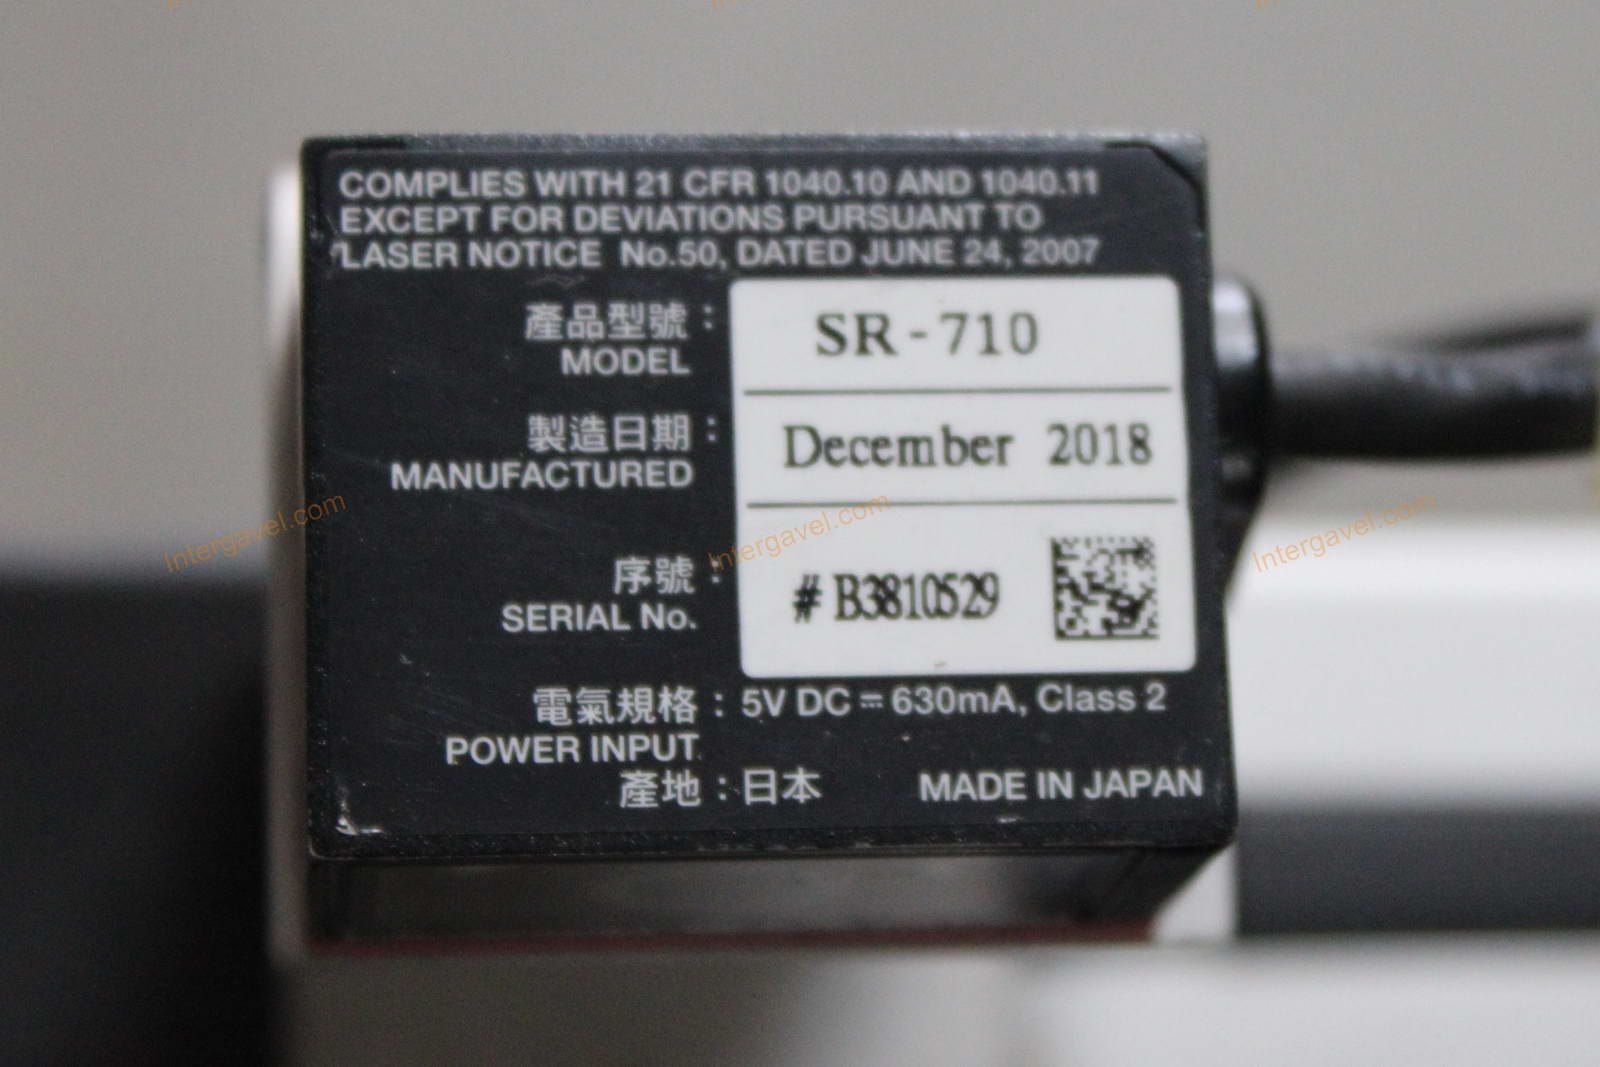 COMPLIES WITH 21 CFR 1040.10 AND 1040.11
EXCEPT FOR DEVIATIONS PURSUANT TO
LASER NOTICE No.50, DATED JUNE 24, 2007
產品型號： SR-710
MODEL
製造日期： December 2018
MANUFACTURED
序號： # B3810529
SERIAL No.
電氣規格：5V DC ⎓ 630mA, Class 2
POWER INPUT
產地：日本 MADE IN JAPAN
Intergavel.com
Intergavel.com
Intergavel.com